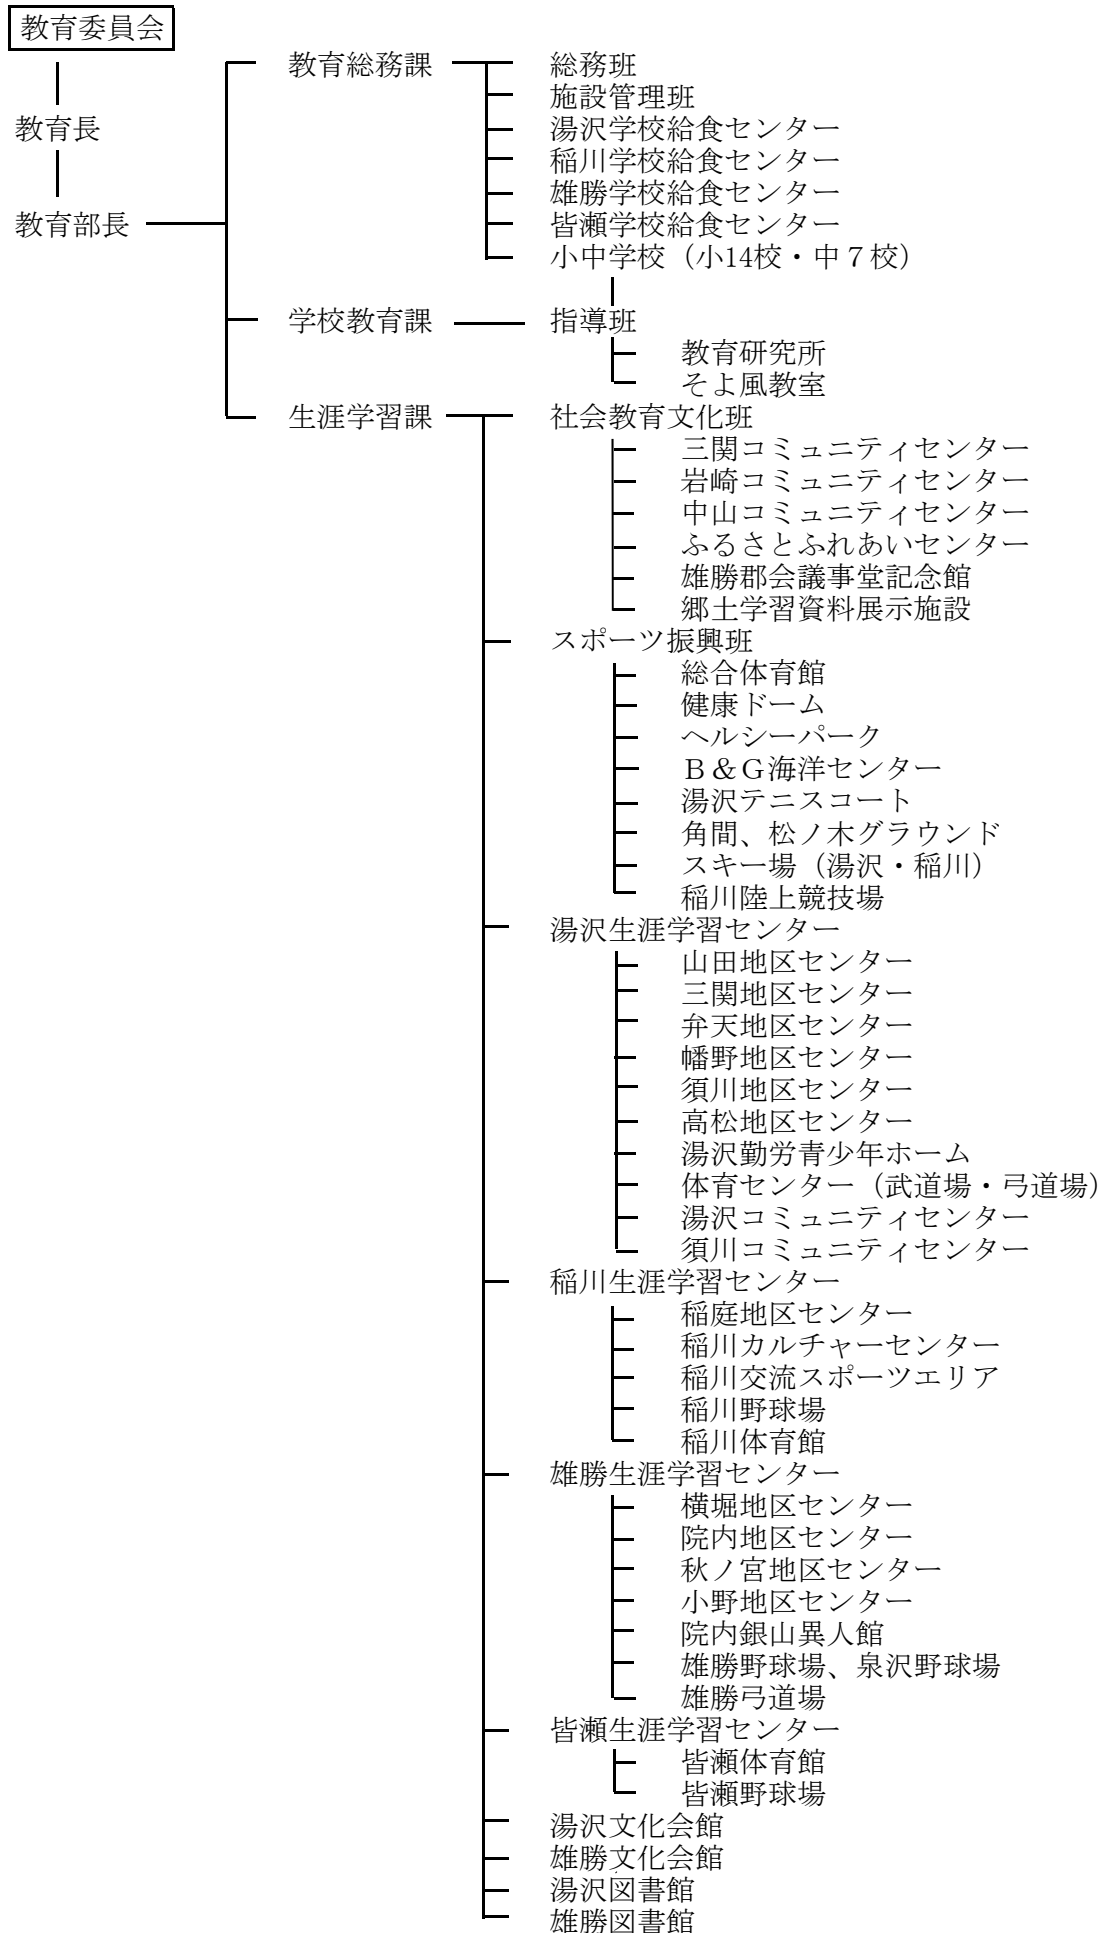 教育委員会
教育総務課 総務班
施設管理班
教育長 湯沢学校給食センター
稲川学校給食センター
雄勝学校給食センター
教育部長 皆瀬学校給食センター
小中学校（小14校・中７校）
学校教育課 指導班
教育研究所
そよ風教室
生涯学習課 社会教育文化班
三関コミュニティセンター
岩崎コミュニティセンター
中山コミュニティセンター
ふるさとふれあいセンター
雄勝郡会議事堂記念館
郷土学習資料展示施設
スポーツ振興班
総合体育館
健康ドーム
ヘルシーパーク
Ｂ＆Ｇ海洋センター
湯沢テニスコート
角間、松ノ木グラウンド
スキー場（湯沢・稲川）
稲川陸上競技場
湯沢生涯学習センター
山田地区センター
三関地区センター
弁天地区センター
幡野地区センター
須川地区センター
高松地区センター
湯沢勤労青少年ホーム
体育センター（武道場・弓道場）
湯沢コミュニティセンター
須川コミュニティセンター
稲川生涯学習センター
稲庭地区センター
稲川カルチャーセンター
稲川交流スポーツエリア
稲川野球場
稲川体育館
雄勝生涯学習センター
横堀地区センター
院内地区センター
秋ノ宮地区センター
小野地区センター
院内銀山異人館
雄勝野球場、泉沢野球場
雄勝弓道場
皆瀬生涯学習センター
皆瀬体育館
皆瀬野球場
湯沢文化会館
雄勝文化会館
湯沢図書館
雄勝図書館